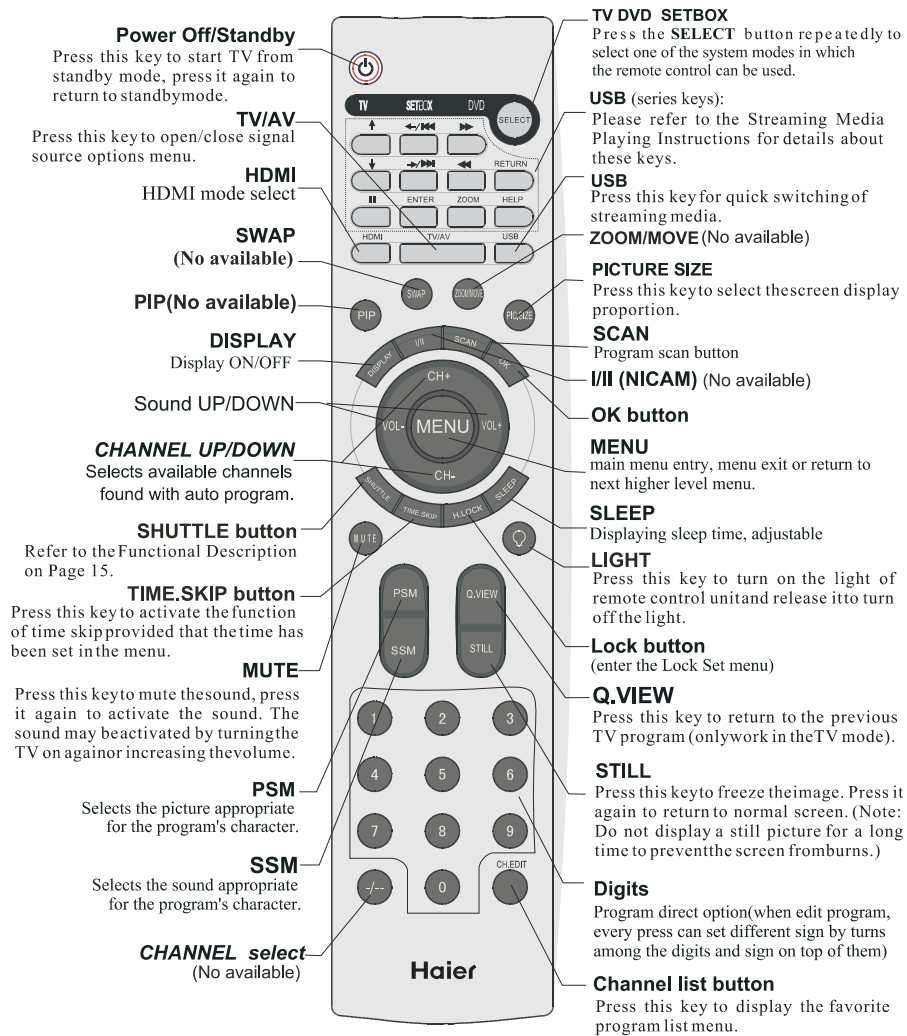 Power Off/Standby
Press this key to start TV from
standby mode, press it again to
return to standbymode.
TV/AV
Press this key to open/close signal
source options menu.
HDMI
HDMI mode select
SWAP
(No available)
PIP(No available)
DISPLAY
Display ON/OFF
Sound UP/DOWN
CHANNEL UP/DOWN
Selects available channels
found with auto program.
SHUTTLE button
Refer to the Functional Description
on Page 15.
TIME.SKIP button
Press this key to activate the function
of time skip provided that the time has
been set in the menu.
MUTE
Press this key to mute the sound, press
it again to activate the sound. The
sound may be activated by turning the
TV on again or increasing the volume.
PSM
Selects the picture appropriate
for the program's character.
SSM
Selects the sound appropriate
for the program's character.
CHANNEL select
(No available)
TV SETBOX DVD
SELECT
RETURN
ENTER ZOOM HELP
HDMI TV/AV USB
SWAP ZOOM/MOVE
PIP PIC.SIZE
DISPLAY I/II SCAN OK
CH+
VOL- MENU VOL+
CH-
SHUTTLE TIME.SKIP H.LOCK SLEEP
MUTE
PSM Q.VIEW
SSM STILL
1 2 3
4 5 6
7 8 9
CH.EDIT
-/-- 0
Haier
TV DVD SETBOX
Press the SELECT button repeatedly to
select one of the system modes in which
the remote control can be used.
USB (series keys):
Please refer to the Streaming Media
Playing Instructions for details about
these keys.
USB
Press this key for quick switching of
streaming media.
ZOOM/MOVE (No available)
PICTURE SIZE
Press this key to select the screen display
proportion.
SCAN
Program scan button
I/II (NICAM) (No available)
OK button
MENU
main menu entry, menu exit or return to
next higher level menu.
SLEEP
Displaying sleep time, adjustable
LIGHT
Press this key to turn on the light of
remote control unit and release it to turn
off the light.
Lock button
(enter the Lock Set menu)
Q.VIEW
Press this key to return to the previous
TV program (only work in the TV mode).
STILL
Press this key to freeze the image. Press it
again to return to normal screen. (Note:
Do not display a still picture for a long
time to prevent the screen from burns.)
Digits
Program direct option(when edit program,
every press can set different sign by turns
among the digits and sign on top of them)
Channel list button
Press this key to display the favorite
program list menu.